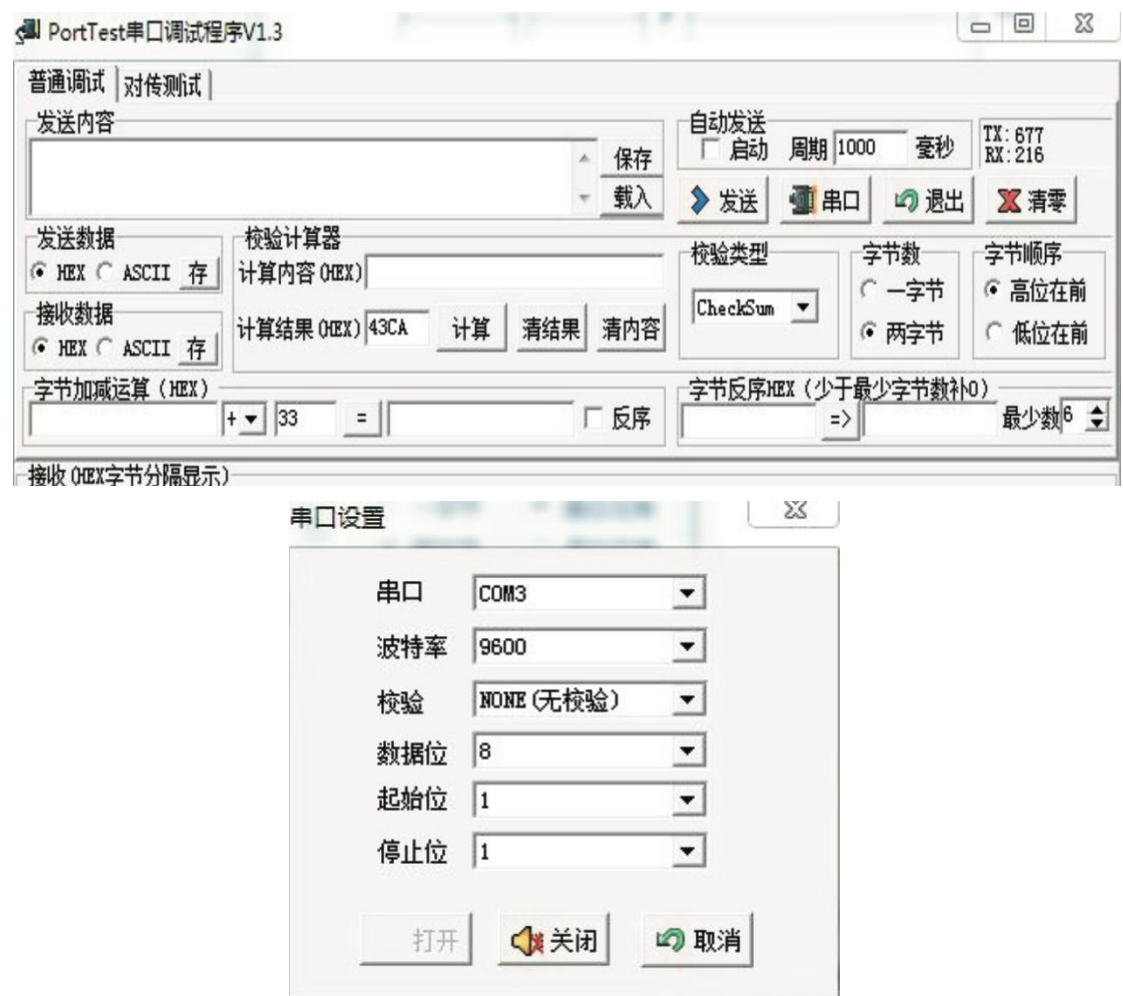 PortTest串口调试程序V1.3
普通调试 对传测试
发送内容
保存
载入
自动发送
启动 周期 1000 毫秒
TX: 677
RX: 216
发送 串口 退出 清零
发送数据
HEX ASCII 存
接收数据
HEX ASCII 存
校验计算器
计算内容(HEX)
计算结果(HEX) 43CA 计算 清结果 清内容
校验类型
CheckSum
字节数
一字节
两字节
字节顺序
高位在前
低位在前
字节加减运算（HEX）
+ 33 = 反序
字节反序HEX（少于最少字节数补0）
=> 最少数 6
接收(HEX字节分隔显示)
串口设置
串口 COM3
波特率 9600
校验 NONE(无校验)
数据位 8
起始位 1
停止位 1
打开 关闭 取消